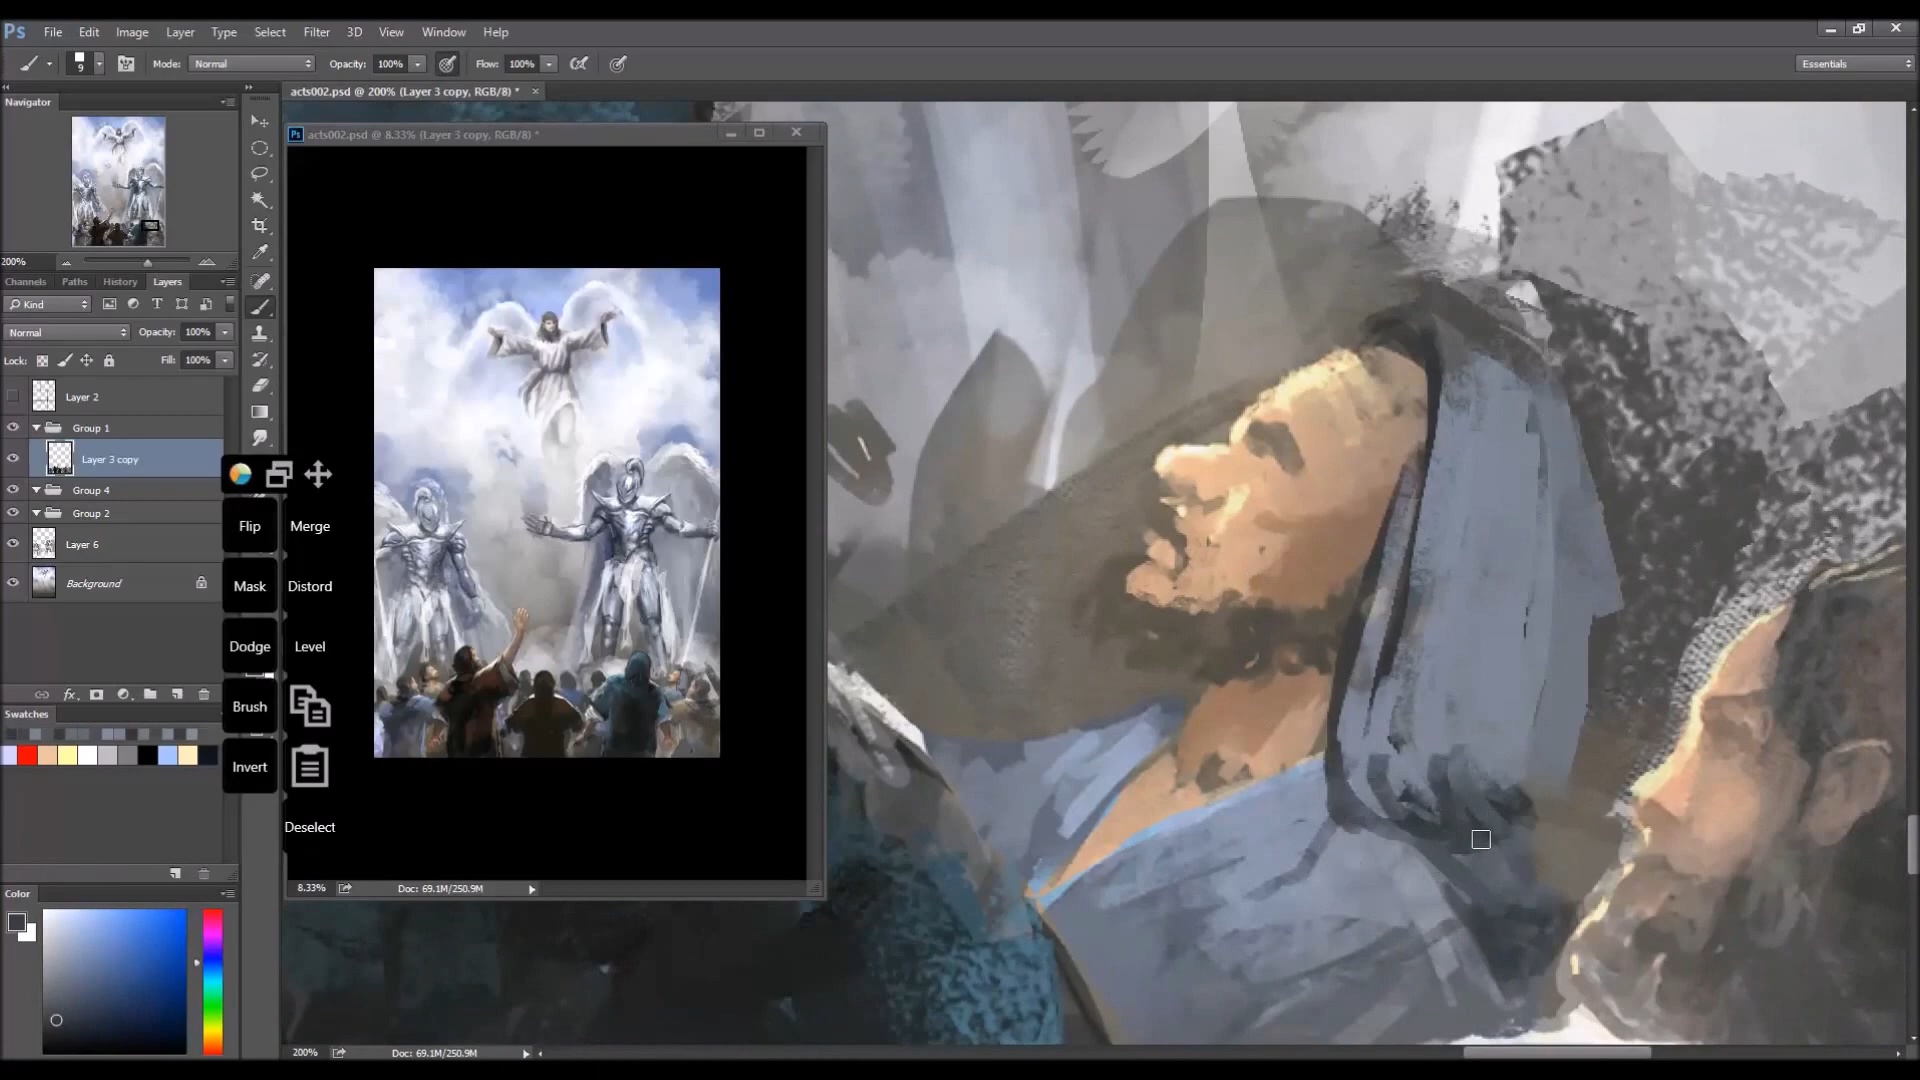 Ps File Edit Image Layer Type Select Filter 3D View Window Help
9 Mode: Normal Opacity: 100% Flow: 100% Essentials
Navigator
acts002.psd @ 200% (Layer 3 copy, RGB/8) *
Ps acts002.psd @ 8.33% (Layer 3 copy, RGB/8) *
200%
Channels Paths History Layers
Kind
Normal Opacity: 100%
Lock: Fill: 100%
Layer 2
Group 1
Layer 3 copy
Group 4
Group 2
Layer 6
Background
Flip Merge
Mask Distord
Dodge Level
Brush
Invert
Deselect
fx
Swatches
8.33% Doc: 69.1M/250.9M
Color
200% Doc: 69.1M/250.9M